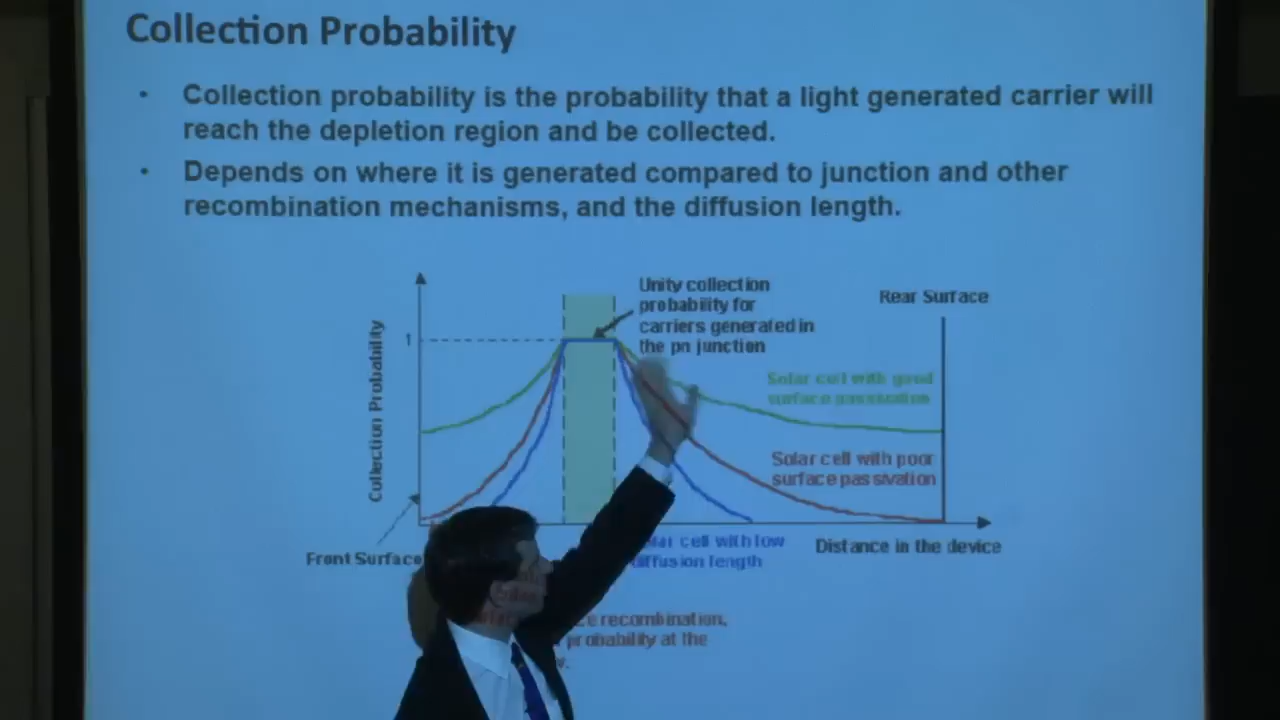 Collection Probability
• Collection probability is the probability that a light generated carrier will
reach the depletion region and be collected.
• Depends on where it is generated compared to junction and other
recombination mechanisms, and the diffusion length.
Unity collection
probability for
carriers generated in
the pn junction
Rear Surface
1
Collection Probability
Solar cell with good
surface passivation
Solar cell with poor
surface passivation
cell with low
diffusion length
Distance in the device
Front Surface
recombination,
probability at the